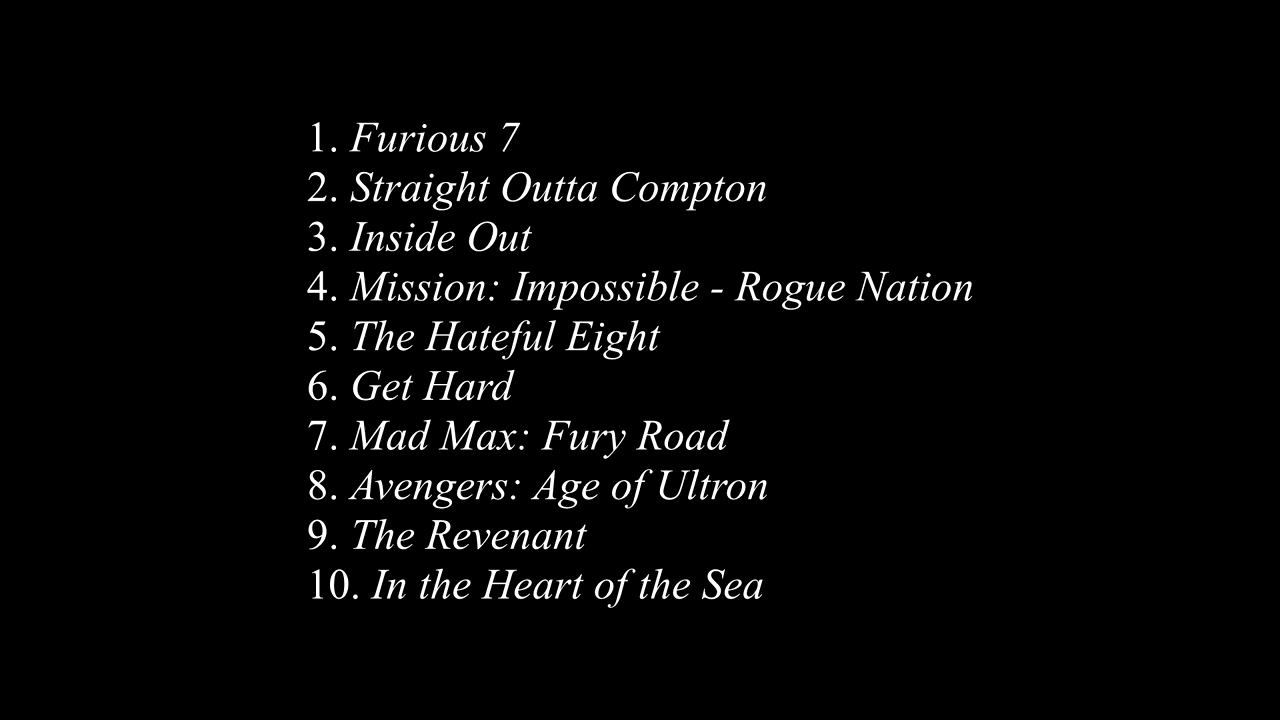 1. Furious 7
2. Straight Outta Compton
3. Inside Out
4. Mission: Impossible - Rogue Nation
5. The Hateful Eight
6. Get Hard
7. Mad Max: Fury Road
8. Avengers: Age of Ultron
9. The Revenant
10. In the Heart of the Sea